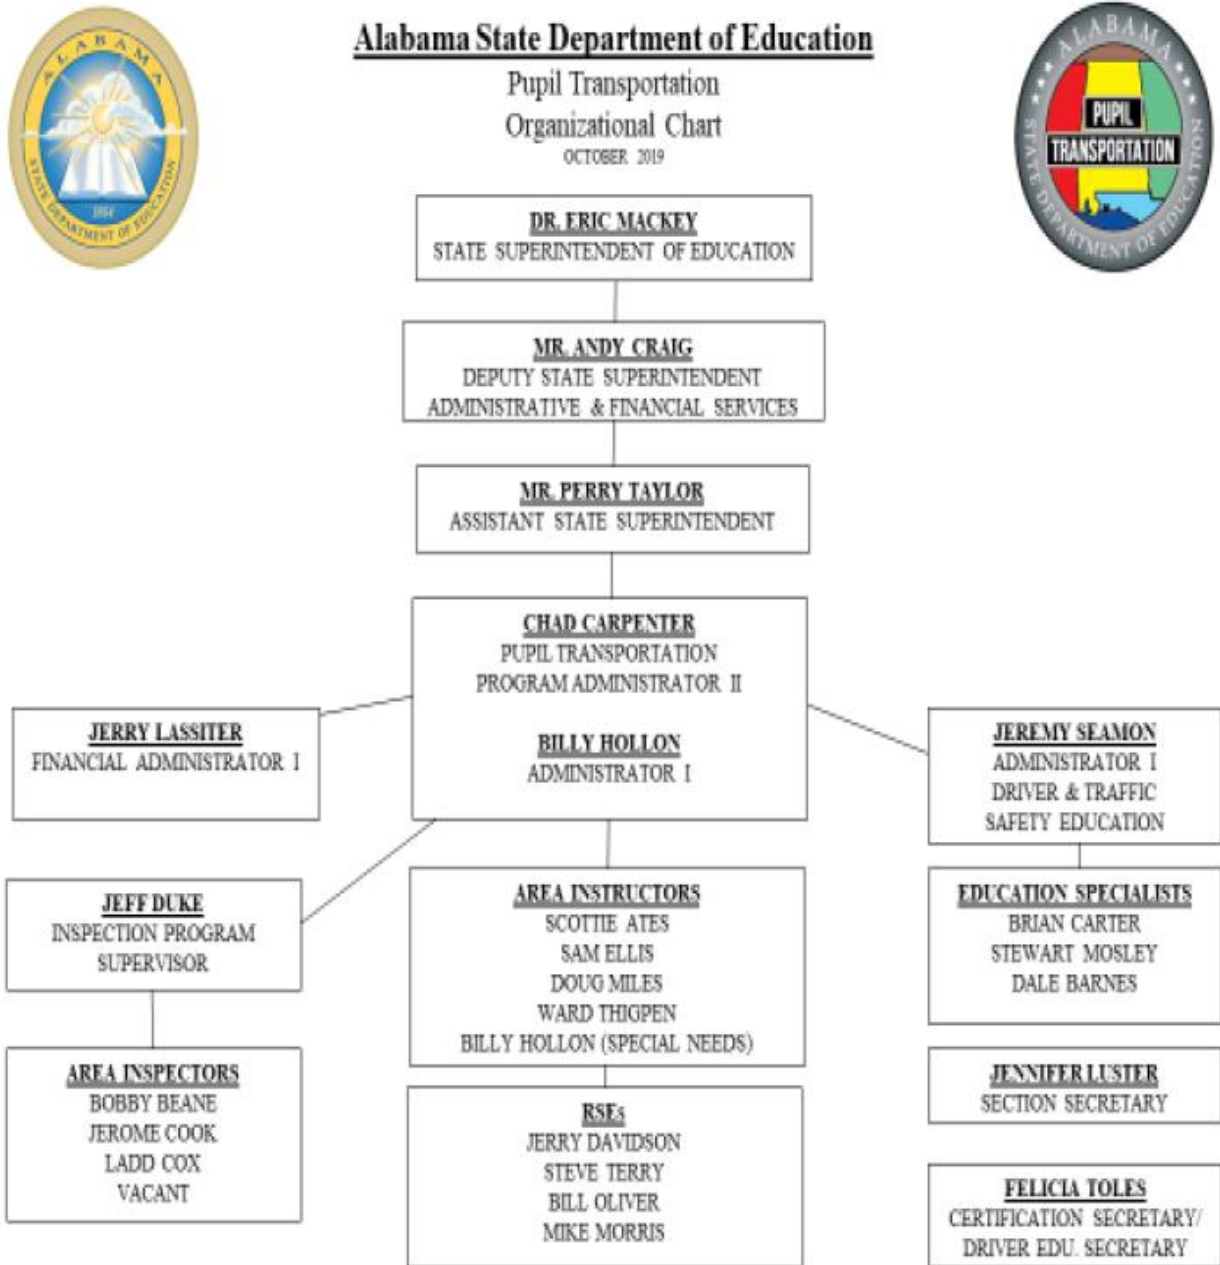 Alabama State Department of Education
Pupil Transportation
Organizational Chart
OCTOBER 2019
ALABAMA
STATE DEPARTMENT OF EDUCATION
1854
ALABAMA
PUPIL
TRANSPORTATION
STATE DEPARTMENT OF EDUCATION
DR. ERIC MACKEY
STATE SUPERINTENDENT OF EDUCATION
MR. ANDY CRAIG
DEPUTY STATE SUPERINTENDENT
ADMINISTRATIVE & FINANCIAL SERVICES
MR. PERRY TAYLOR
ASSISTANT STATE SUPERINTENDENT
CHAD CARPENTER
PUPIL TRANSPORTATION
PROGRAM ADMINISTRATOR II
BILLY HOLLON
ADMINISTRATOR I
JERRY LASSITER
FINANCIAL ADMINISTRATOR I
JEREMY SEAMON
ADMINISTRATOR I
DRIVER & TRAFFIC
SAFETY EDUCATION
JEFF DUKE
INSPECTION PROGRAM
SUPERVISOR
AREA INSTRUCTORS
SCOTTIE ATES
SAM ELLIS
DOUG MILES
WARD THIGPEN
BILLY HOLLON (SPECIAL NEEDS)
EDUCATION SPECIALISTS
BRIAN CARTER
STEWART MOSLEY
DALE BARNES
AREA INSPECTORS
BOBBY BEANE
JEROME COOK
LADD COX
VACANT
RSEs
JERRY DAVIDSON
STEVE TERRY
BILL OLIVER
MIKE MORRIS
JENNIFER LUSTER
SECTION SECRETARY
FELICIA TOLES
CERTIFICATION SECRETARY/
DRIVER EDU. SECRETARY